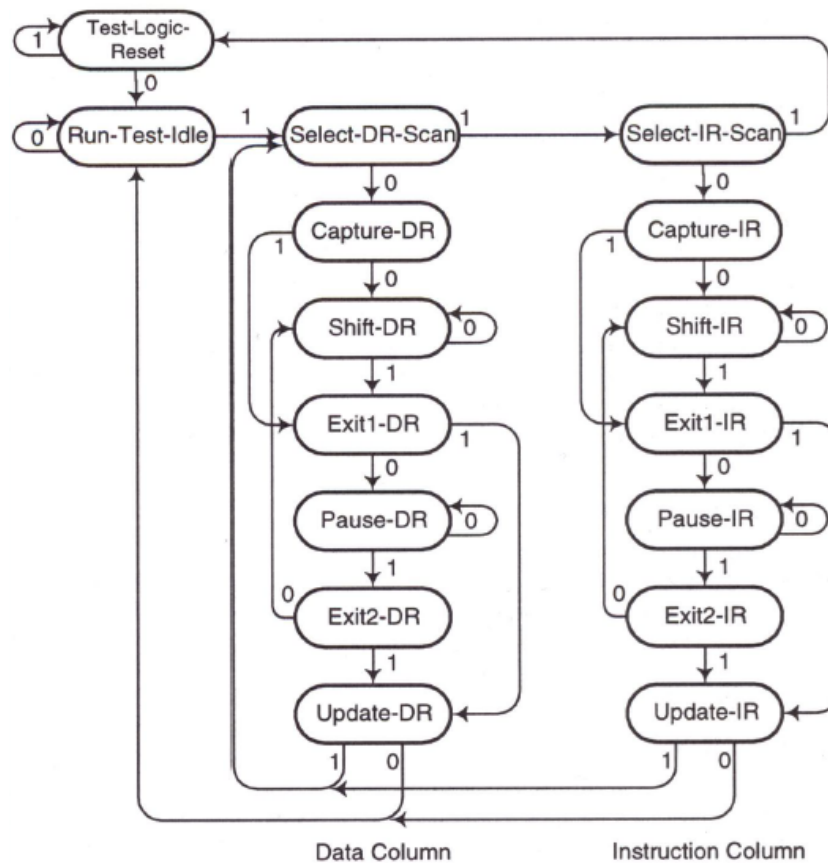 Test-Logic-
Reset
1
0
Run-Test-Idle
0
1
Select-DR-Scan
1
Select-IR-Scan
1
0
0
Capture-DR
1
0
Capture-IR
1
0
Shift-DR
0
1
Shift-IR
0
1
Exit1-DR
1
0
Exit1-IR
1
0
Pause-DR
0
1
Pause-IR
0
1
Exit2-DR
0
1
Exit2-IR
0
1
Update-DR
1
0
Update-IR
1
0
Data Column
Instruction Column